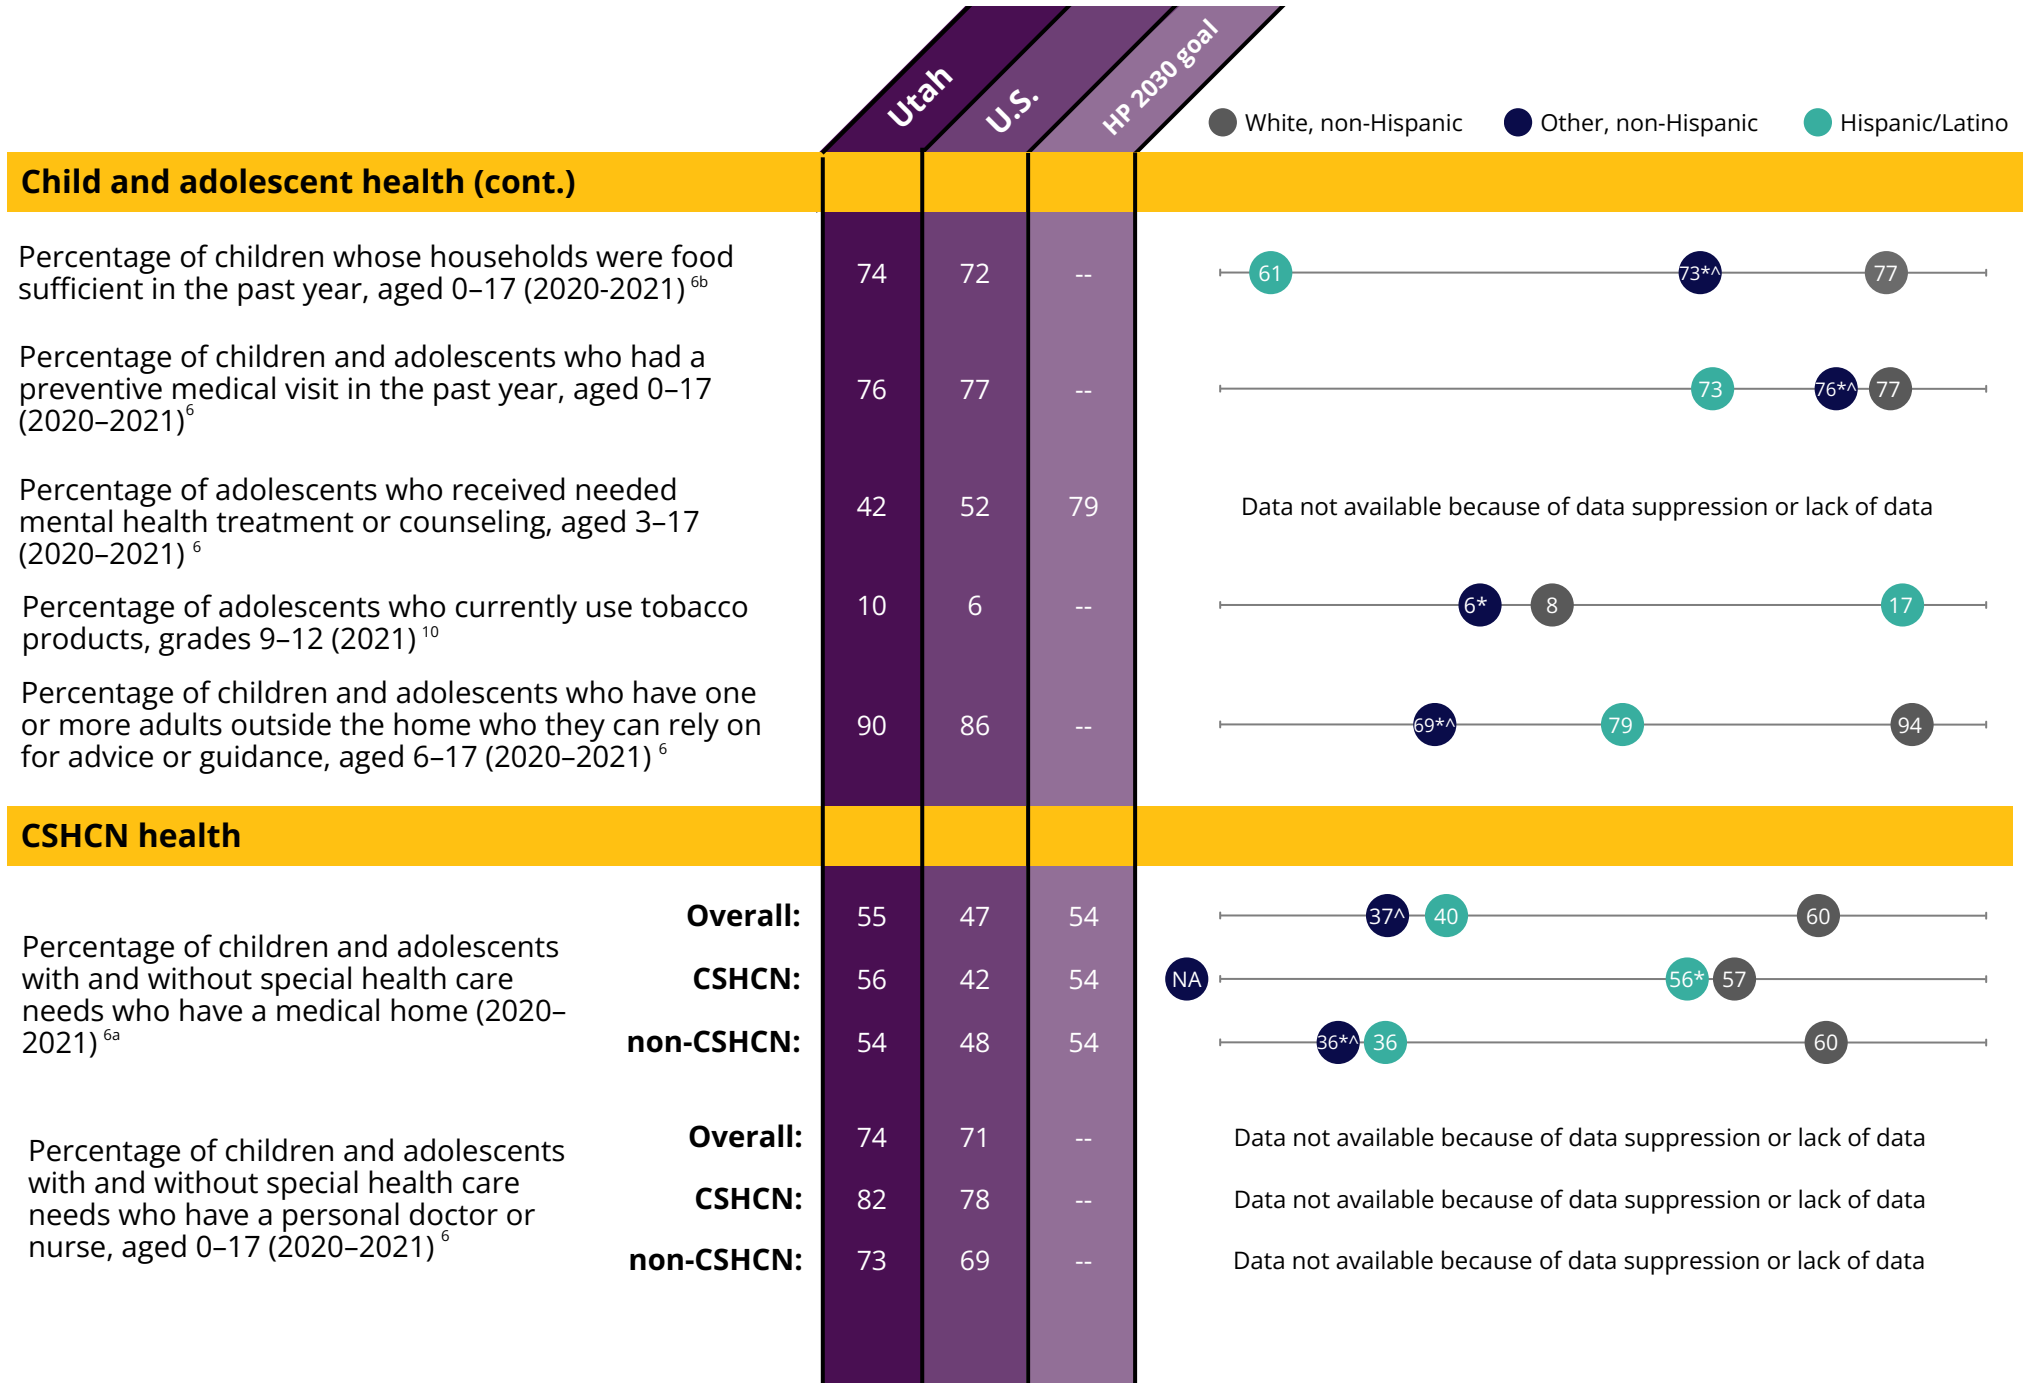 Utah
U.S.
HP 2030 goal
White, non-Hispanic
Other, non-Hispanic
Hispanic/Latino
Child and adolescent health (cont.)
Percentage of children whose households were food
sufficient in the past year, aged 0–17 (2020-2021) 6b
74 72 --
61 73*^ 77
Percentage of children and adolescents who had a
preventive medical visit in the past year, aged 0–17
(2020–2021)6
76 77 --
73 76*^ 77
Percentage of adolescents who received needed
mental health treatment or counseling, aged 3–17
(2020–2021) 6
42 52 79
Data not available because of data suppression or lack of data
Percentage of adolescents who currently use tobacco
products, grades 9–12 (2021) 10
10 6 --
6* 8 17
Percentage of children and adolescents who have one
or more adults outside the home who they can rely on
for advice or guidance, aged 6–17 (2020–2021) 6
90 86 --
69*^ 79 94
CSHCN health
Percentage of children and adolescents
with and without special health care
needs who have a medical home (2020–
2021) 6a
Overall: 55 47 54
37^ 40 60
CSHCN: 56 42 54
NA 56* 57
non-CSHCN: 54 48 54
36*^ 36 60
Percentage of children and adolescents
with and without special health care
needs who have a personal doctor or
nurse, aged 0–17 (2020–2021) 6
Overall: 74 71 --
Data not available because of data suppression or lack of data
CSHCN: 82 78 --
Data not available because of data suppression or lack of data
non-CSHCN: 73 69 --
Data not available because of data suppression or lack of data